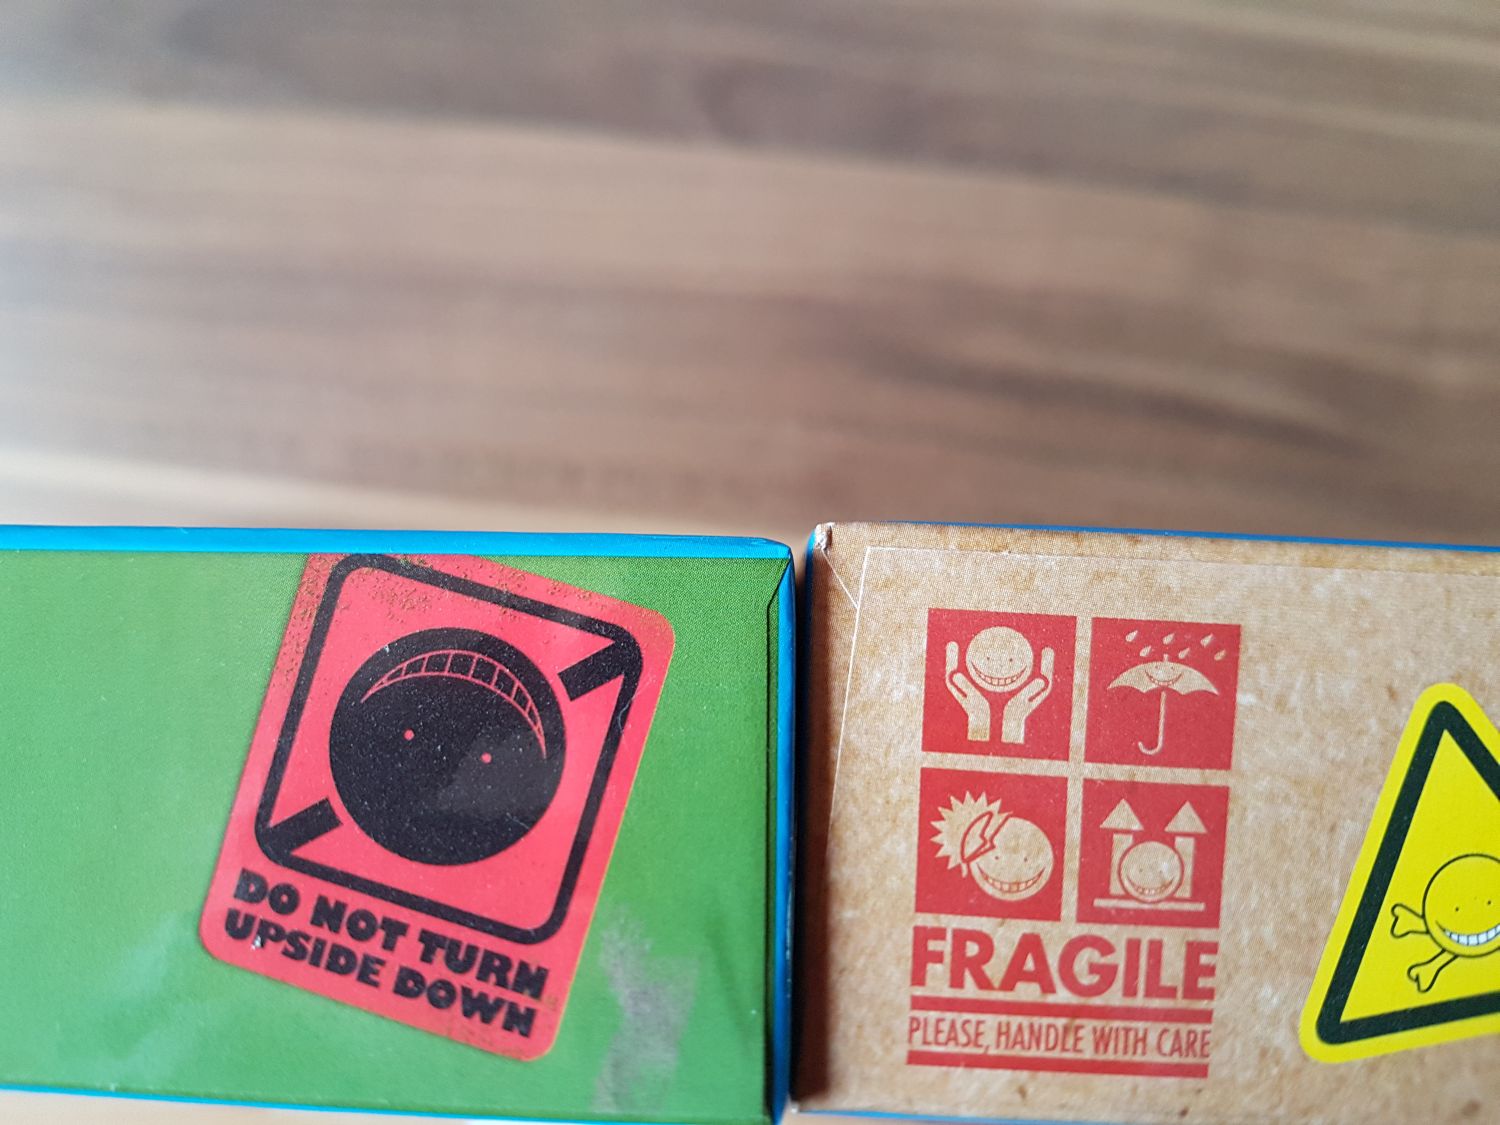 DO NOT TURN
UPSIDE DOWN
FRAGILE
PLEASE, HANDLE WITH CARE